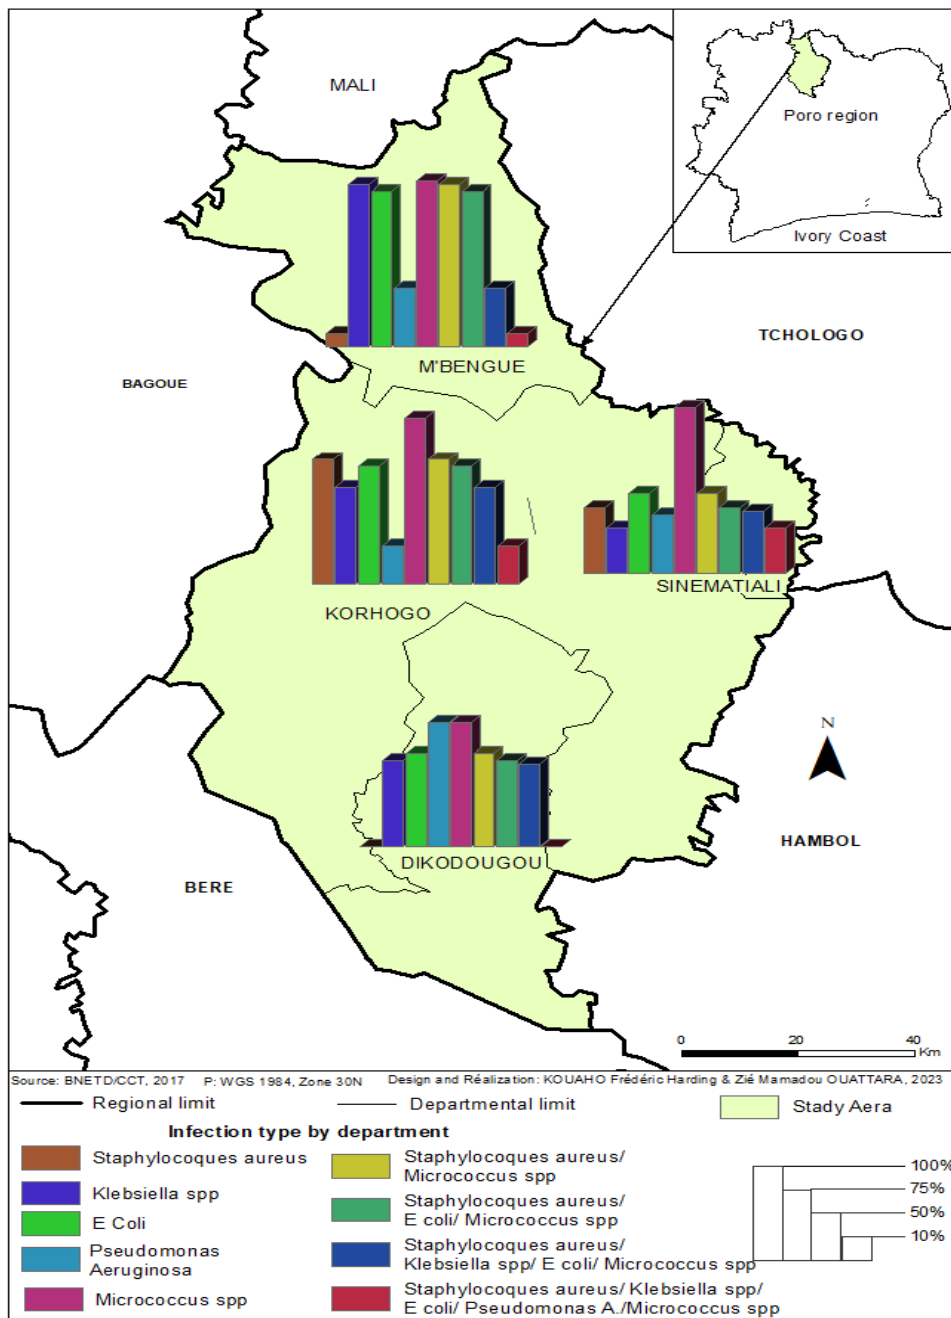 MALI
Poro region
Ivory Coast
TCHOLOGO
M'BENGUE
BAGOUE
SINEMATIALI
KORHOGO
N
HAMBOL
DIKODOUGOU
BERE
0 20 40
Km
Source: BNETD/CCT, 2017 P: WGS 1984, Zone 30N Design and Réalization: KOUAHO Frédéric Harding & Zié Mamadou OUATTARA, 2023
Regional limit Departmental limit Stady Aera
Infection type by department
Staphylocoques aureus
Klebsiella spp
E Coli
Pseudomonas
Aeruginosa
Micrococcus spp
Staphylocoques aureus/
Micrococcus spp
Staphylocoques aureus/
E coli/ Micrococcus spp
Staphylocoques aureus/
Klebsiella spp/ E coli/ Micrococcus spp
Staphylocoques aureus/ Klebsiella spp/
E coli/ Pseudomonas A./Micrococcus spp
100%
75%
50%
10%